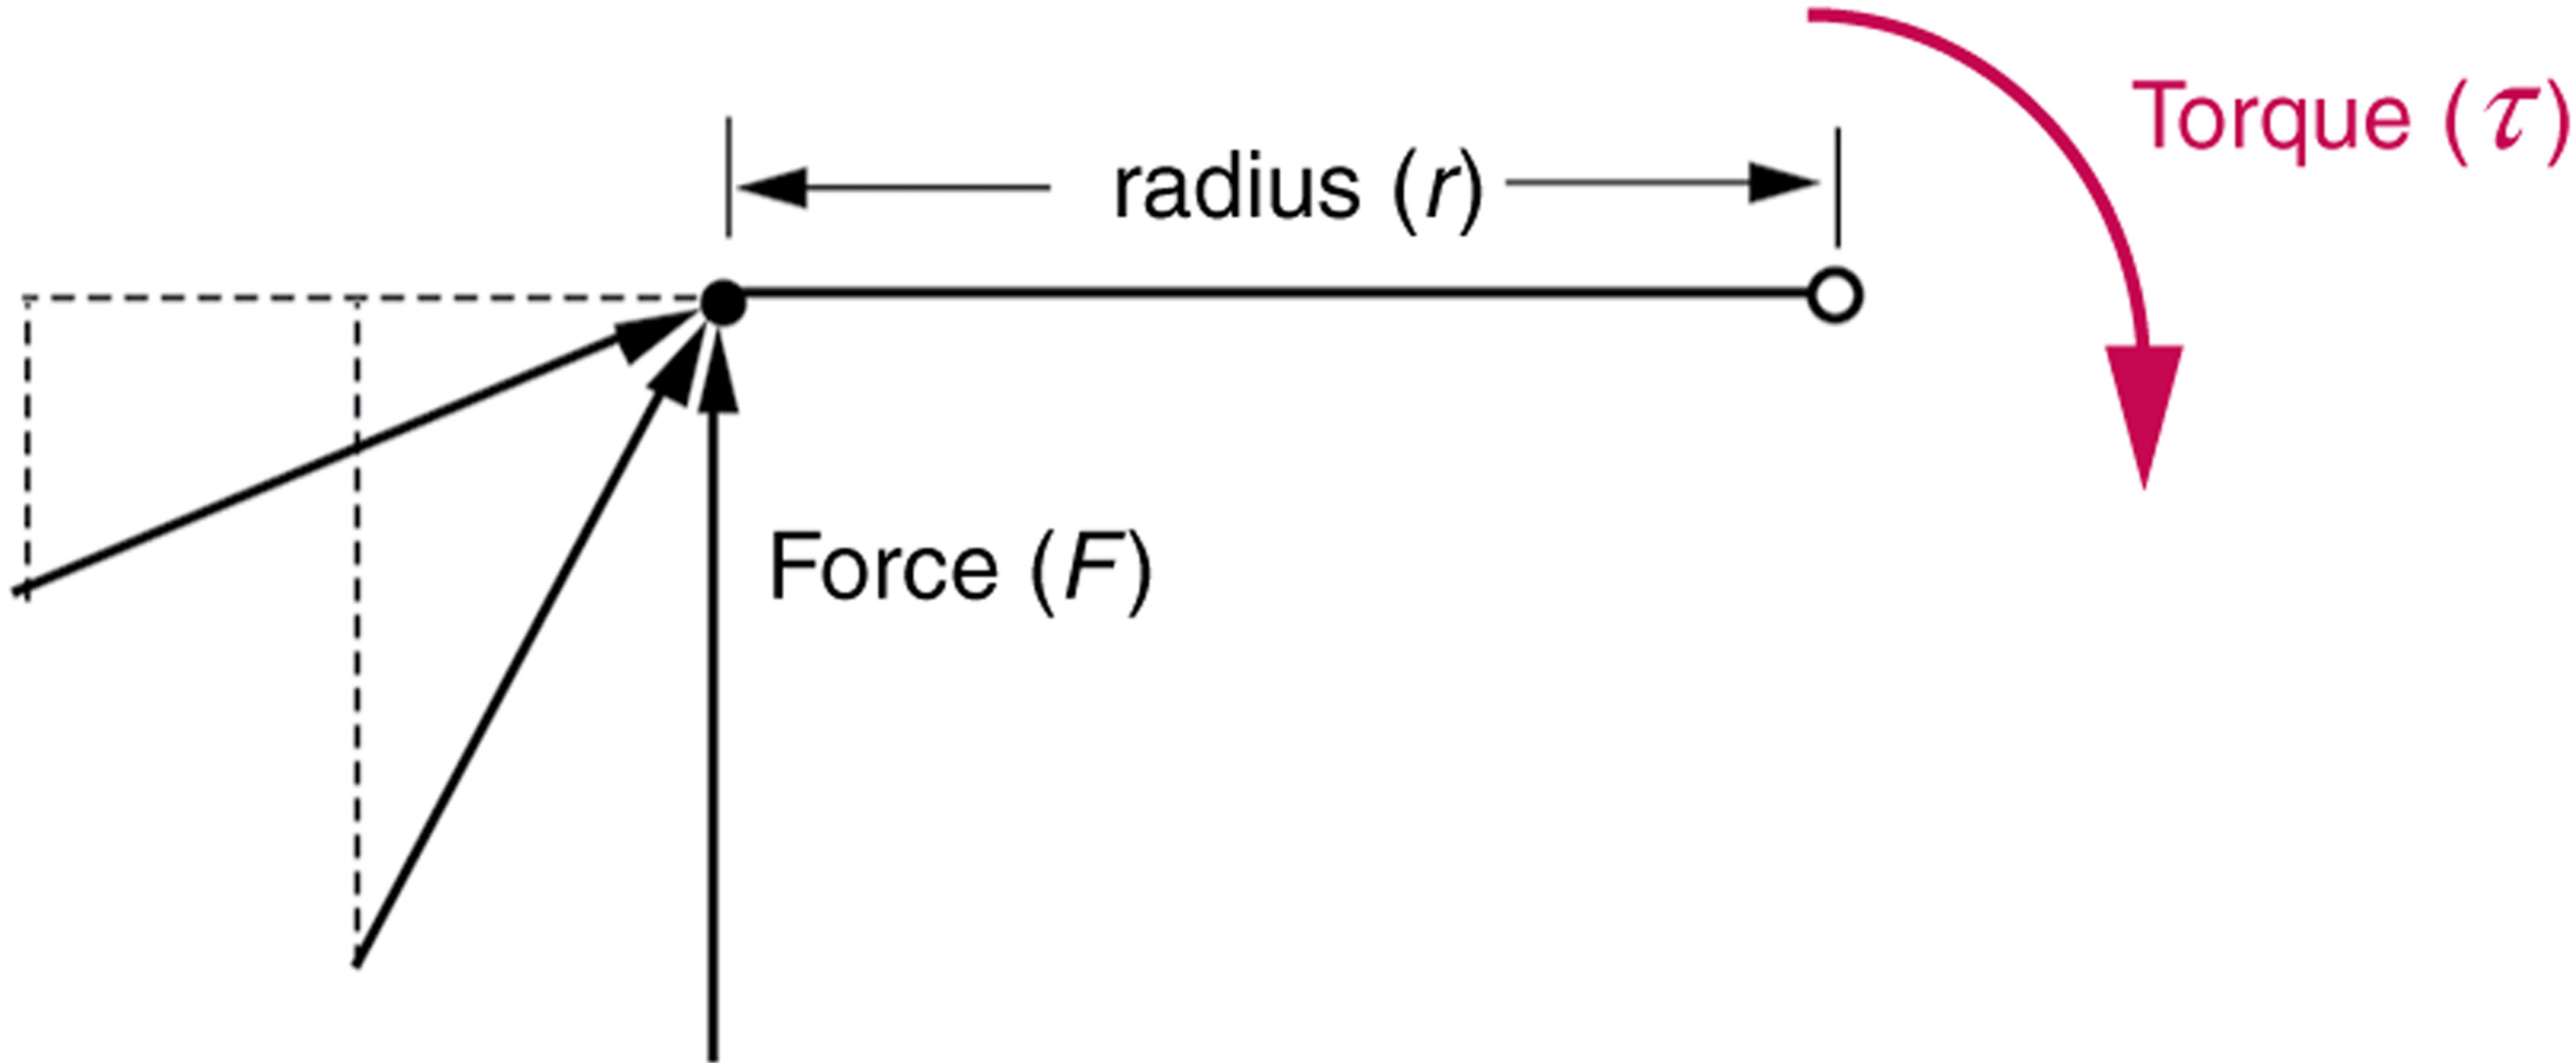 Torque (τ)
radius (r)
Force (F)